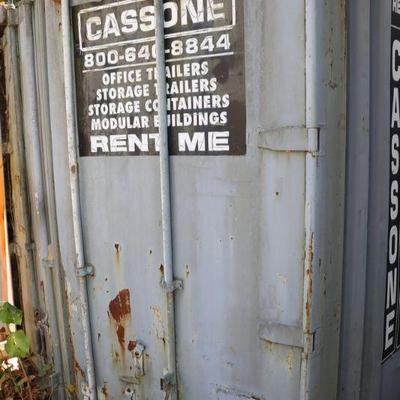 CASSONE
800-640-8844
OFFICE TRAILERS
STORAGE TRAILERS
STORAGE CONTAINERS
MODULAR BUILDINGS
RENT ME
CASSONE